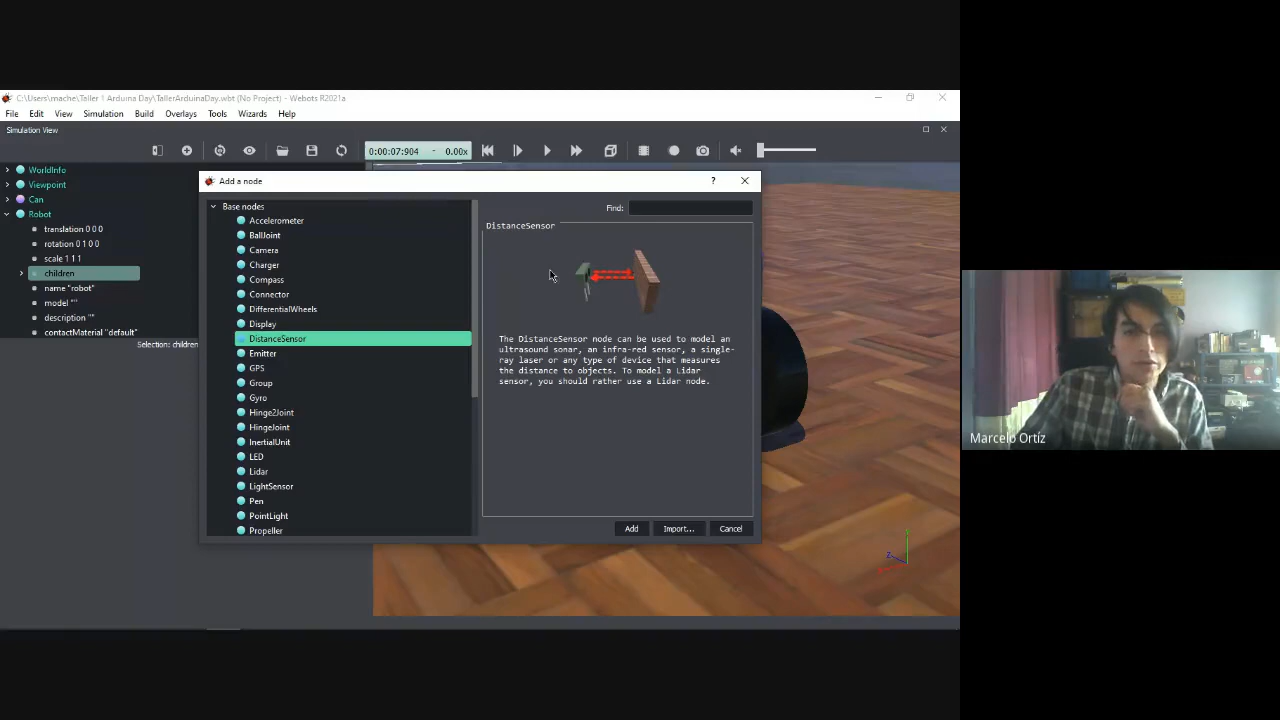 C:\Users\mache\Taller I Arduina Day\TallerArduinaDay.wbt (No Project) - Webots R2021a
File Edit View Simulation Build Overlays Tools Wizards Help
Simulation View
0:00:07:904 - 0.00x
WorldInfo
Viewpoint
Can
Robot
translation 0 0 0
rotation 0 1 0 0
scale 1 1 1
children
name "robot"
model ""
description ""
contactMaterial "default"
Selection: children
Add a node
?
Base nodes
Accelerometer
BallJoint
Camera
Charger
Compass
Connector
DifferentialWheels
Display
DistanceSensor
Emitter
GPS
Group
Gyro
Hinge2Joint
HingeJoint
InertialUnit
LED
Lidar
LightSensor
Pen
PointLight
Propeller
Find:
DistanceSensor
The DistanceSensor node can be used to model an
ultrasound sonar, an infra-red sensor, a single-
ray laser or any type of device that measures
the distance to objects. To model a Lidar
sensor, you should rather use a Lidar node.
Add Import... Cancel
Z
Marcelo Ortíz